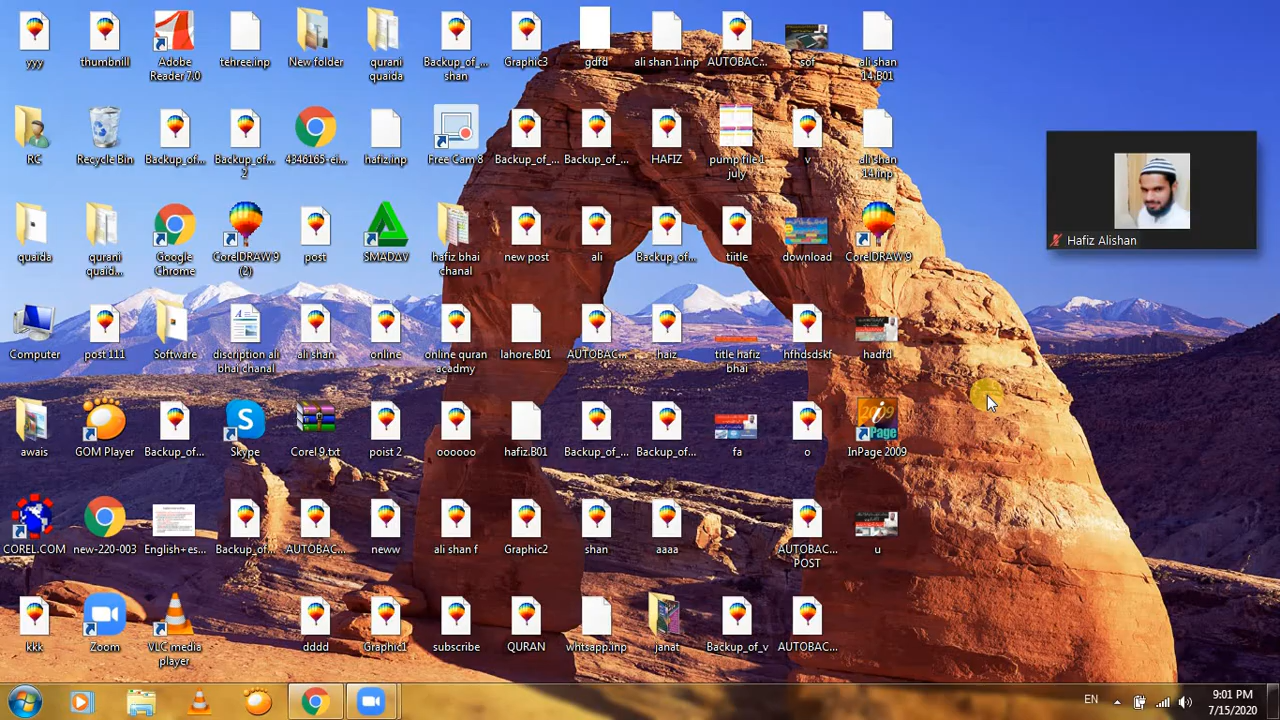 yyy
thumbnill
Adobe
Reader 7.0
tehree.inp
New folder
qurani
quaida
Backup_of_...
shan
Graphic3
gdfd
ali shan 1.inp
AUTOBAC...
sof
ali shan
14.B01
RC
Recycle Bin
Backup_of...
Backup_of...
2
4346165-ei...
hafiz.inp
Free Cam 8
Backup_of_...
Backup_of_...
HAFIZ
pump file 1
july
v
ali shan
14.inp
quaida
qurani
quaid...
Google
Chrome
CorelDRAW 9
(2)
post
SMADAV
hafiz bhai
chanal
new post
ali
Backup_of...
tiitle
download
CorelDRAW 9
Hafiz Alishan
Computer
post 111
Software
discription ali
bhai chanal
ali shan
online
online quran
acadmy
lahore.B01
AUTOBAC...
haiz
title hafiz
bhai
hfhdsdskf
hadfd
awais
GOM Player
Backup_of...
Skype
Corel 9.txt
poist 2
oooooo
hafiz.B01
Backup_of_...
Backup_of...
fa
o
2009
Page
InPage 2009
COREL.COM
new-220-003
English+es...
Backup_of...
AUTOBAC...
neww
ali shan f
Graphic2
shan
aaaa
AUTOBAC...
POST
u
kkk
Zoom
VLC media
player
dddd
Graphic1
subscribe
QURAN
whtsapp.inp
janat
Backup_of_v
AUTOBAC...
EN
9:01 PM
7/15/2020